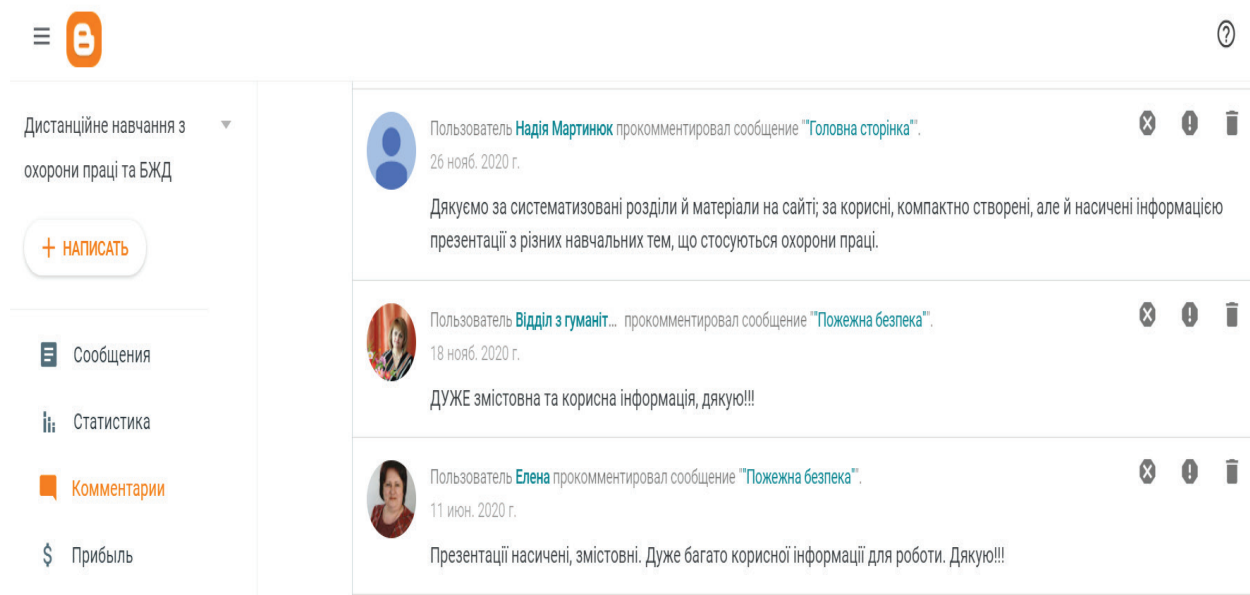 Дистанційне навчання з
охорони праці та БЖД
+ НАПИСАТЬ
Сообщения
Статистика
Комментарии
$ Прибыль
Пользователь Надія Мартинюк прокомментировал сообщение ""Головна сторінка"".
26 нояб. 2020 г.
Дякуємо за систематизовані розділи й матеріали на сайті; за корисні, компактно створені, але й насичені інформацією
презентації з різних навчальних тем, що стосуються охорони праці.
Пользователь Відділ з гуманіт… прокомментировал сообщение ""Пожежна безпека"".
18 нояб. 2020 г.
ДУЖЕ змістовна та корисна інформація, дякую!!!
Пользователь Елена прокомментировал сообщение ""Пожежна безпека"".
11 июн. 2020 г.
Презентації насичені, змістовні. Дуже багато корисної інформації для роботи. Дякую!!!